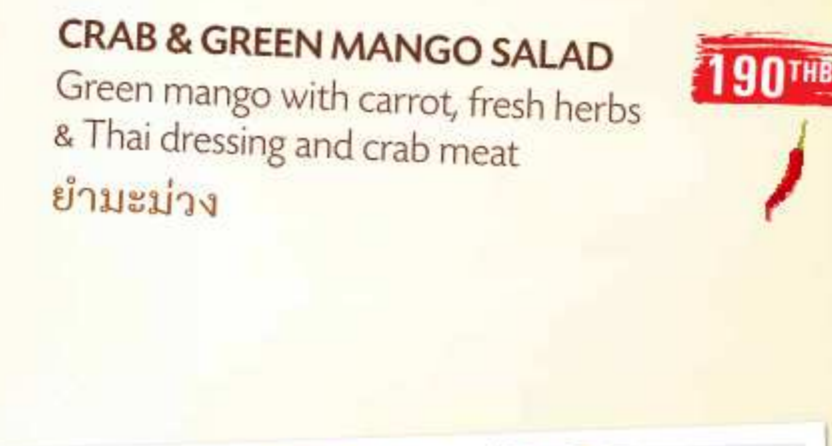 CRAB & GREEN MANGO SALAD
190THB
Green mango with carrot, fresh herbs
& Thai dressing and crab meat
ยำมะม่วง